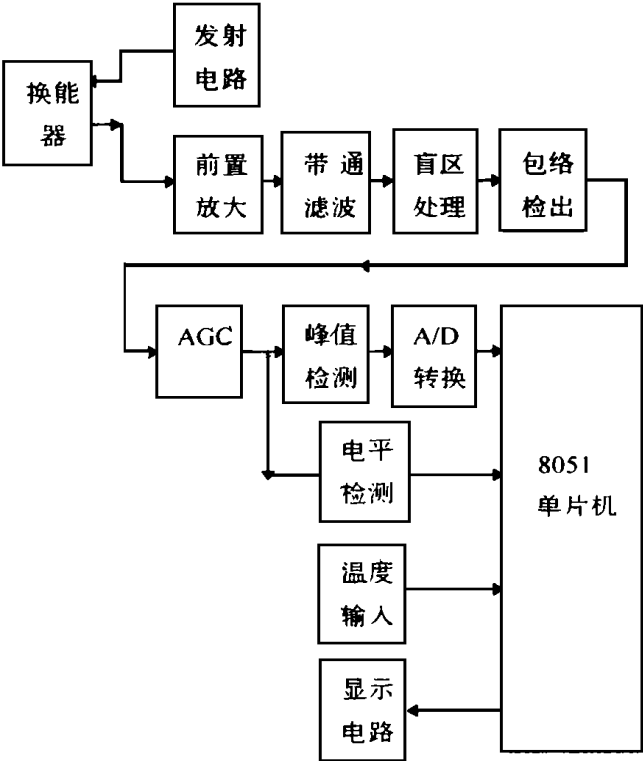 发射
电路
换能
器
前置
放大
带通
滤波
盲区
处理
包络
检出
AGC
峰值
检测
A/D
转换
电平
检测
8051
单片机
温度
输入
显示
电路